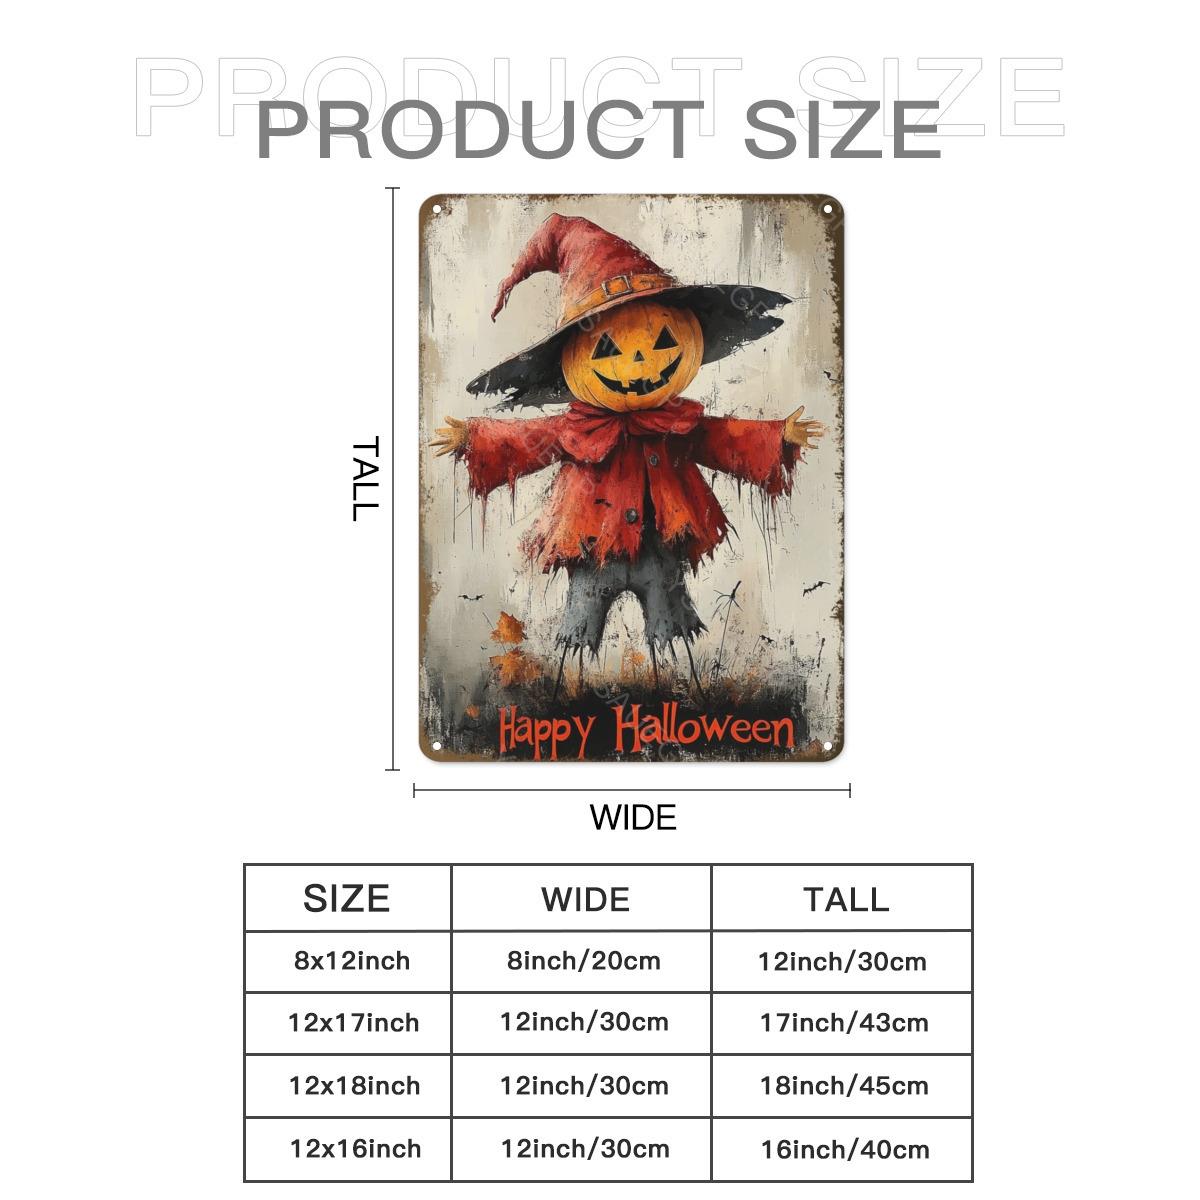 PRODUCT SIZE
PRODUCT SIZE
TALL
Happy Halloween
WIDE
SIZE WIDE TALL
8x12inch 8inch/20cm 12inch/30cm
12x17inch 12inch/30cm 17inch/43cm
12x18inch 12inch/30cm 18inch/45cm
12x16inch 12inch/30cm 16inch/40cm